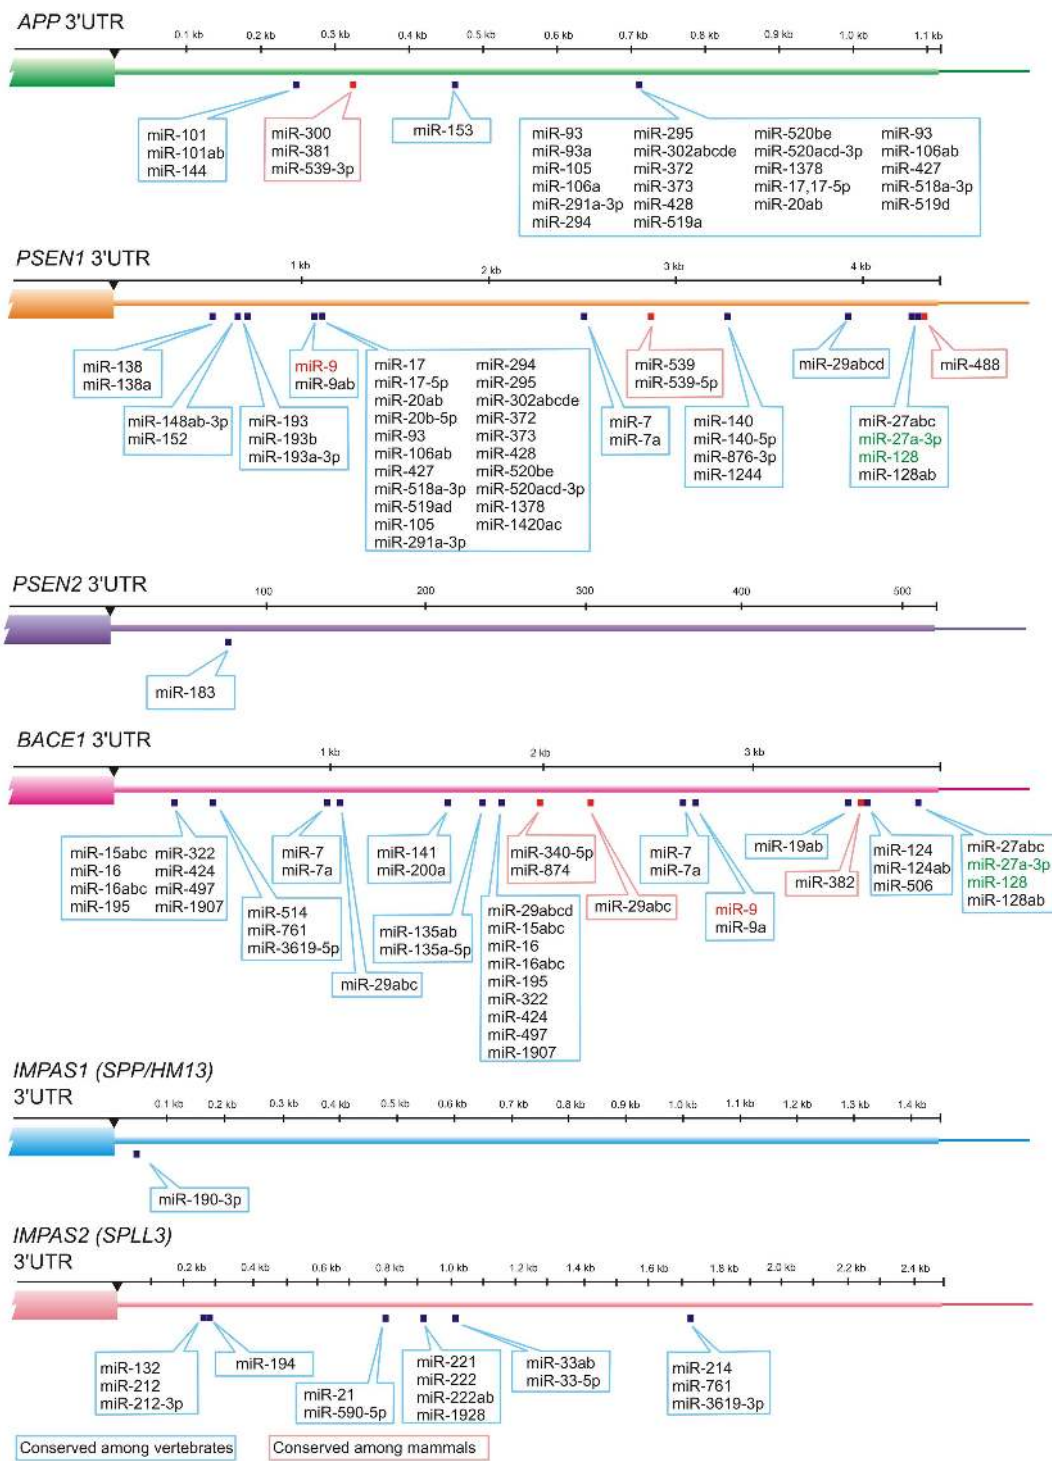 APP 3'UTR
0.1 kb 0.2 kb 0.3 kb 0.4 kb 0.5 kb 0.6 kb 0.7 kb 0.8 kb 0.9 kb 1.0 kb 1.1 kb
miR-101
miR-101ab
miR-144
miR-300
miR-381
miR-539-3p
miR-153
miR-93
miR-93a
miR-105
miR-106a
miR-291a-3p
miR-294
miR-295
miR-302abcde
miR-372
miR-373
miR-428
miR-519a
miR-520be
miR-520acd-3p
miR-1378
miR-17,17-5p
miR-20ab
miR-93
miR-106ab
miR-427
miR-518a-3p
miR-519d
PSEN1 3'UTR
1 kb 2 kb 3 kb 4 kb
miR-138
miR-138a
miR-148ab-3p
miR-152
miR-193
miR-193b
miR-193a-3p
miR-9
miR-9ab
miR-17
miR-17-5p
miR-20ab
miR-20b-5p
miR-93
miR-106ab
miR-427
miR-518a-3p
miR-519ad
miR-105
miR-291a-3p
miR-294
miR-295
miR-302abcde
miR-372
miR-373
miR-428
miR-520be
miR-520acd-3p
miR-1378
miR-1420ac
miR-7
miR-7a
miR-539
miR-539-5p
miR-140
miR-140-5p
miR-876-3p
miR-1244
miR-29abcd
miR-27abc
miR-27a-3p
miR-128
miR-128ab
miR-488
PSEN2 3'UTR
100 200 300 400 500
miR-183
BACE1 3'UTR
1 kb 2 kb 3 kb
miR-15abc
miR-16
miR-16abc
miR-195
miR-322
miR-424
miR-497
miR-1907
miR-514
miR-761
miR-3619-5p
miR-7
miR-7a
miR-29abc
miR-141
miR-200a
miR-135ab
miR-135a-5p
miR-29abcd
miR-15abc
miR-16
miR-16abc
miR-195
miR-322
miR-424
miR-497
miR-1907
miR-340-5p
miR-874
miR-29abc
miR-7
miR-7a
miR-9
miR-9a
miR-19ab
miR-382
miR-124
miR-124ab
miR-506
miR-27abc
miR-27a-3p
miR-128
miR-128ab
IMPAS1 (SPP/HM13)
3'UTR
0.1 kb 0.2 kb 0.3 kb 0.4 kb 0.5 kb 0.6 kb 0.7 kb 0.8 kb 0.9 kb 1.0 kb 1.1 kb 1.2 kb 1.3 kb 1.4 kb
miR-190-3p
IMPAS2 (SPLL3)
3'UTR
0.2 kb 0.4 kb 0.6 kb 0.8 kb 1.0 kb 1.2 kb 1.4 kb 1.6 kb 1.8 kb 2.0 kb 2.2 kb 2.4 kb
miR-132
miR-212
miR-212-3p
miR-194
miR-21
miR-590-5p
miR-221
miR-222
miR-222ab
miR-1928
miR-33ab
miR-33-5p
miR-214
miR-761
miR-3619-3p
Conserved among vertebrates
Conserved among mammals